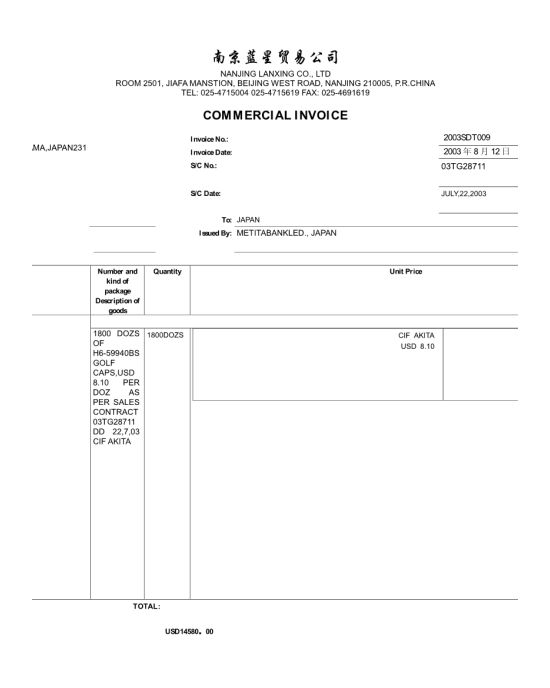 南京蓝星贸易公司
NANJING LANXING CO., LTD
ROOM 2501, JIAFA MANSTION, BEIJING WEST ROAD, NANJING 210005, P.R.CHINA
TEL: 025-4715004 025-4715619 FAX: 025-4691619
COMMERCIAL INVOICE
Invoice No.: 2003SDT009
MA,JAPAN231
Invoice Date: 2003 年 8 月 12 日
S/C No.: 03TG28711
S/C Date: JULY,22,2003
To: JAPAN
Issued By: METITABANKLED., JAPAN
Number and Quantity Unit Price
kind of
package
Description of
goods
1800 DOZS 1800DOZS CIF AKITA
OF USD 8.10
H6-59940BS
GOLF
CAPS,USD
8.10 PER
DOZ AS
PER SALES
CONTRACT
03TG28711
DD 22,7,03
CIF AKITA
TOTAL:
USD14580。00